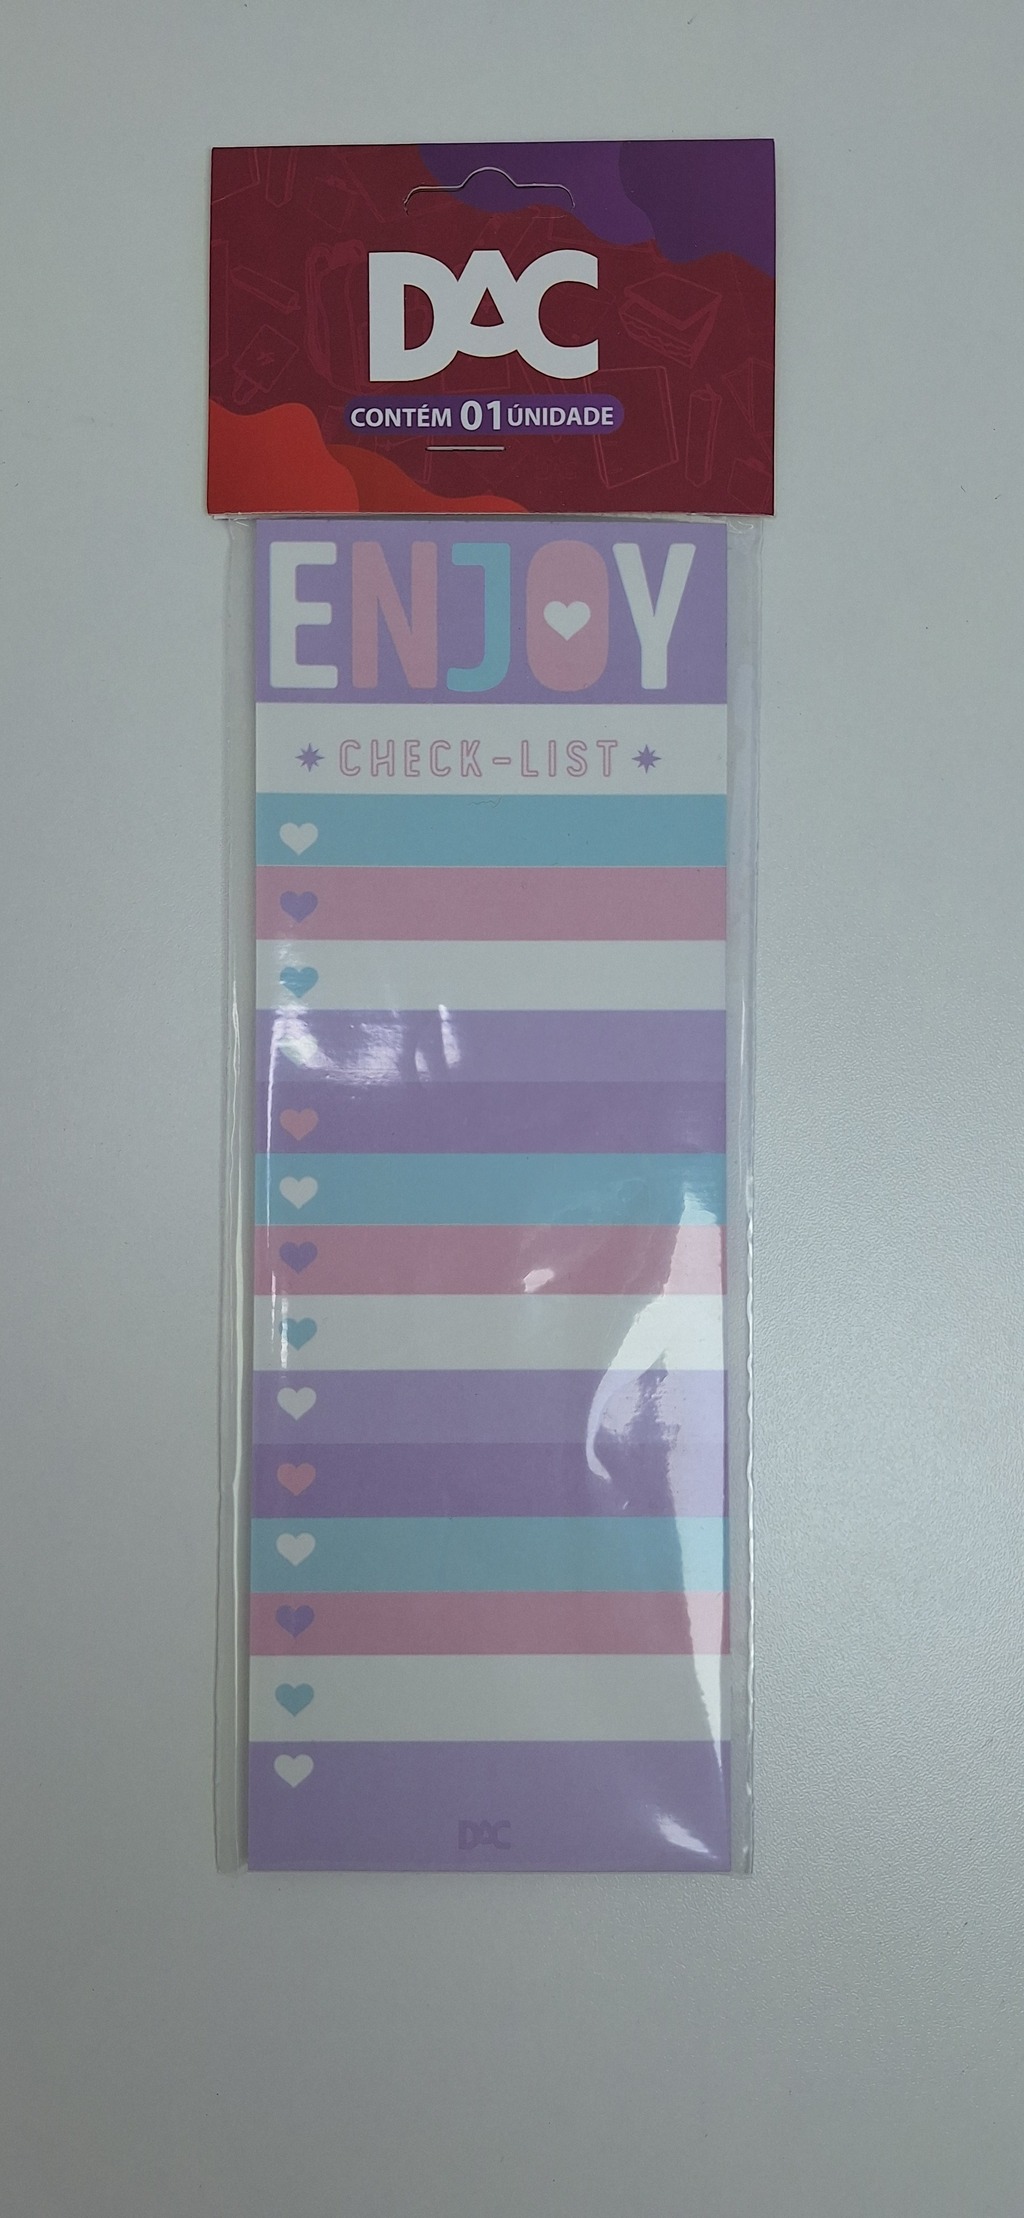 DAC
CONTÉM 01 ÚNIDADE
ENJOY
CHECK-LIST
DAC